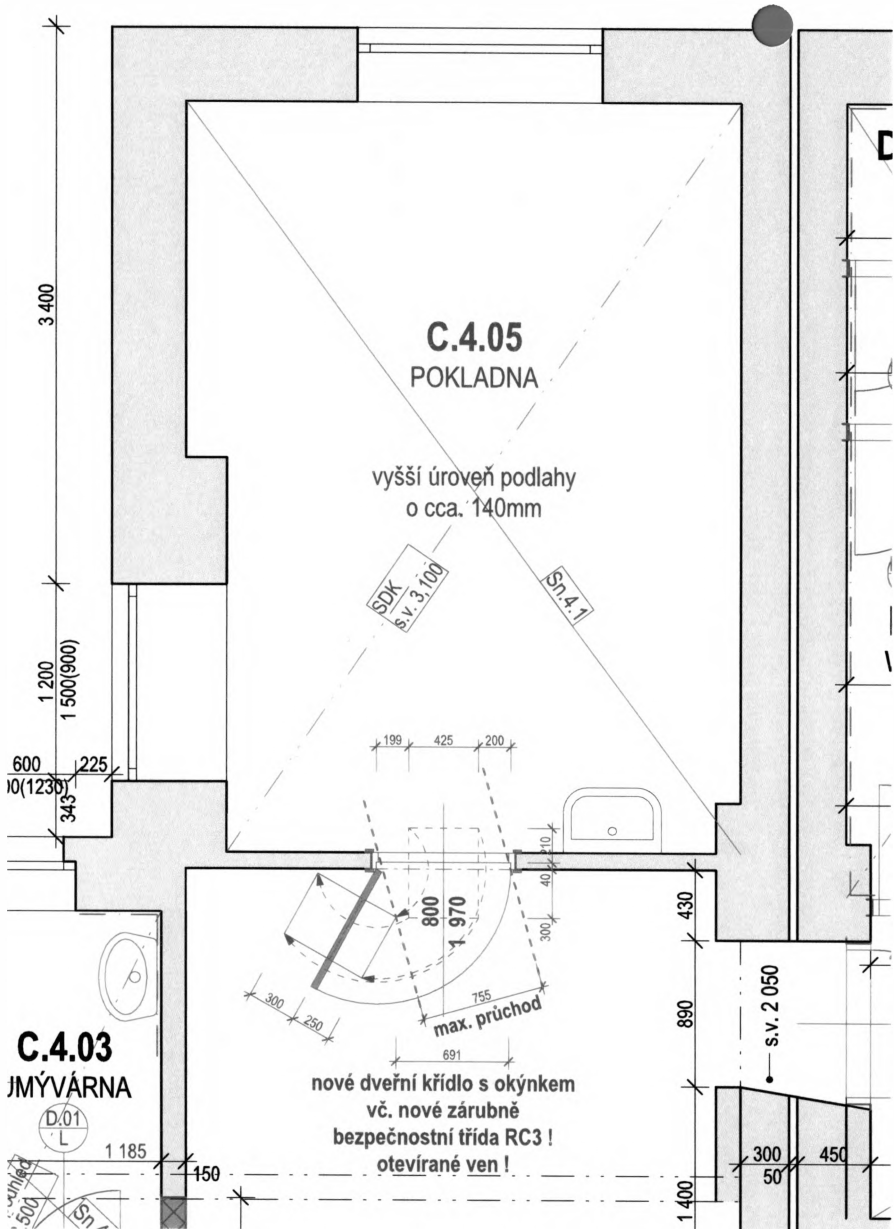 D
3 400
C.4.05
POKLADNA
vyšší úroveň podlahy
o cca. 140mm
SDK
s.v. 3,100
Sn.4.1
1 200
1 500(900)
600
225
00(1230)
343
199
425
200
210
40
300
800
1 970
430
300
250
755
max. průchod
691
890
s.v. 2 050
C.4.03
UMÝVÁRNA
D.01
L
nové dveřní křídlo s okýnkem
vč. nové zárubně
bezpečnostní třída RC3 !
otevírané ven !
1 185
150
300
50
450
1 400